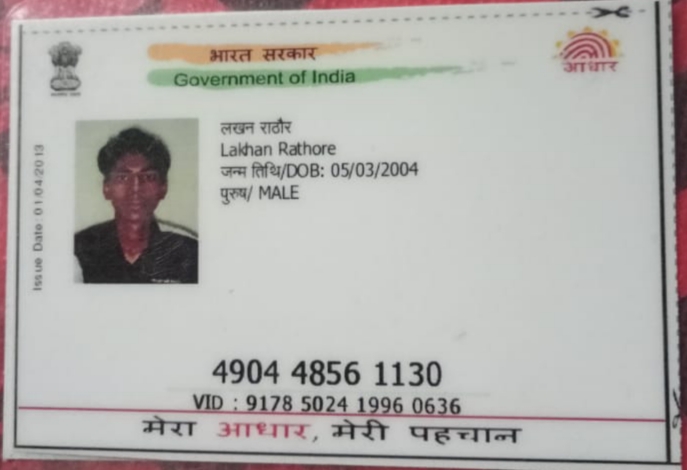 भारत सरकार
Government of India
आधार
Issue Date: 01/04/2013
लखन राठौर
Lakhan Rathore
जन्म तिथि/DOB: 05/03/2004
पुरुष/ MALE
4904 4856 1130
VID : 9178 5024 1996 0636
मेरा आधार, मेरी पहचान